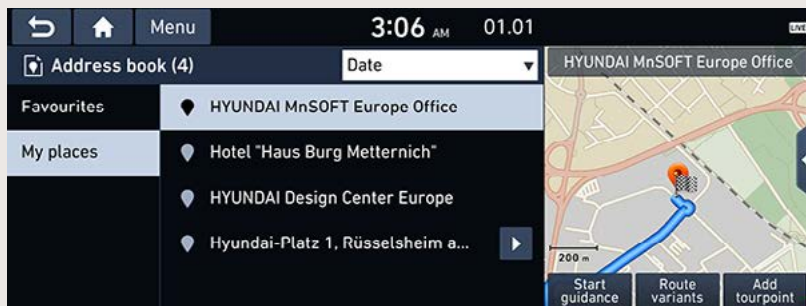 Menu
3:06 AM 01.01
LIVE
Address book (4)
Date
HYUNDAI MnSOFT Europe Office
Favourites
HYUNDAI MnSOFT Europe Office
My places
Hotel "Haus Burg Metternich"
HYUNDAI Design Center Europe
Hyundai-Platz 1, Rüsselsheim a...
200 m
Start guidance
Route variants
Add tourpoint